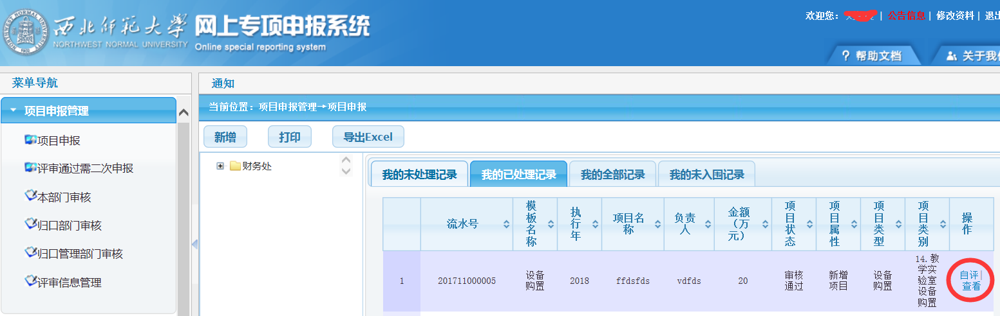 西北师范大学 网上专项申报系统
NORTHWEST NORMAL UNIVERSITY Online special reporting system
欢迎您： | 公告信息 | 修改资料 | 退出
? 帮助文档 关于我们
菜单导航
通知
项目申报管理
当前位置：项目申报管理→项目申报
新增 打印 导出Excel
项目申报
评审通过需二次申报
本部门审核
归口部门审核
归口管理部门审核
评审信息管理
财务处
我的未处理记录 我的已处理记录 我的全部记录 我的未入围记录
流水号 模板名称 执行年 项目名称 负责人 金额（万元） 项目状态 项目属性 项目类型 项目类别 操作
1 201711000005 设备购置 2018 ffdsfds vdfds 20 审核通过 新增项目 设备购置 14. 教学实验室设备购置 自评| 查看